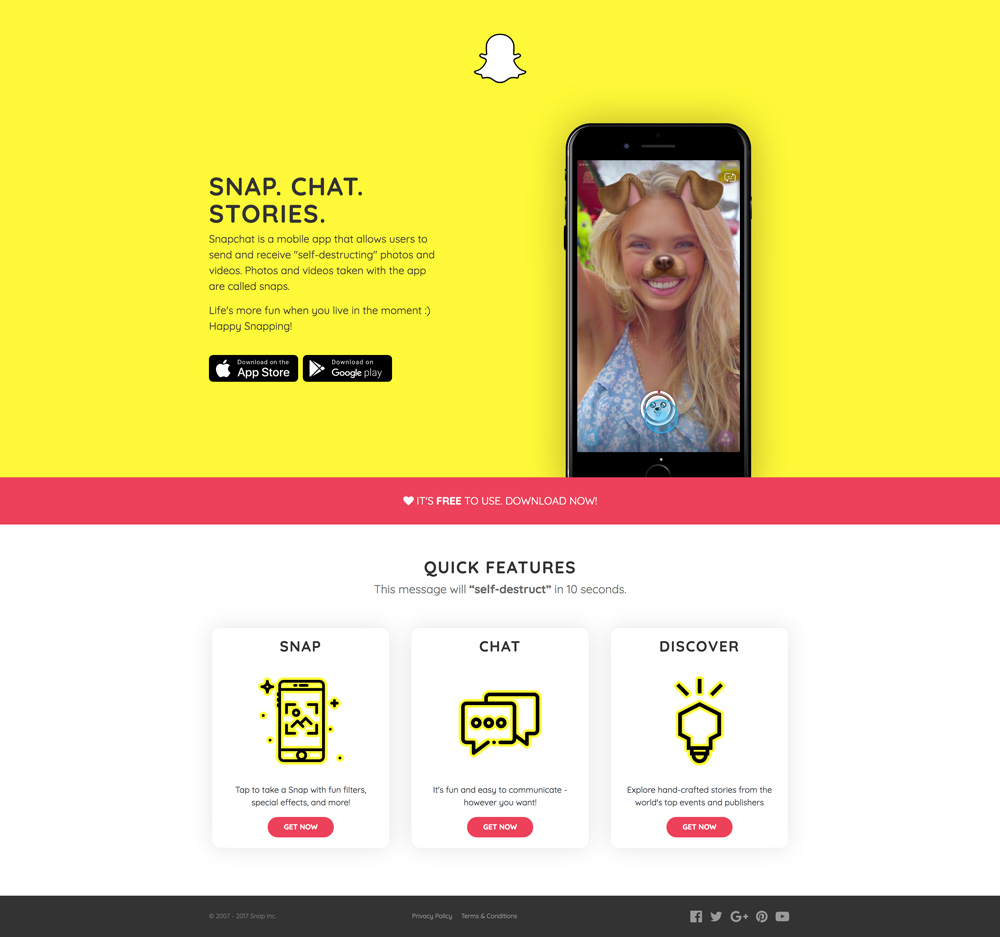 SNAP. CHAT.
STORIES.
Snapchat is a mobile app that allows users to
send and receive "self-destructing" photos and
videos. Photos and videos taken with the app
are called snaps.
Life's more fun when you live in the moment :)
Happy Snapping!
Download on the
App Store
Download on
Google play
IT'S FREE TO USE. DOWNLOAD NOW!
QUICK FEATURES
This message will “self-destruct” in 10 seconds.
SNAP
Tap to take a Snap with fun filters,
special effects, and more!
GET NOW
CHAT
It's fun and easy to communicate -
however you want!
GET NOW
DISCOVER
Explore hand-crafted stories from the
world's top events and publishers
GET NOW
© 2007 - 2017 Snap Inc.
Privacy Policy
Terms & Conditions
G+